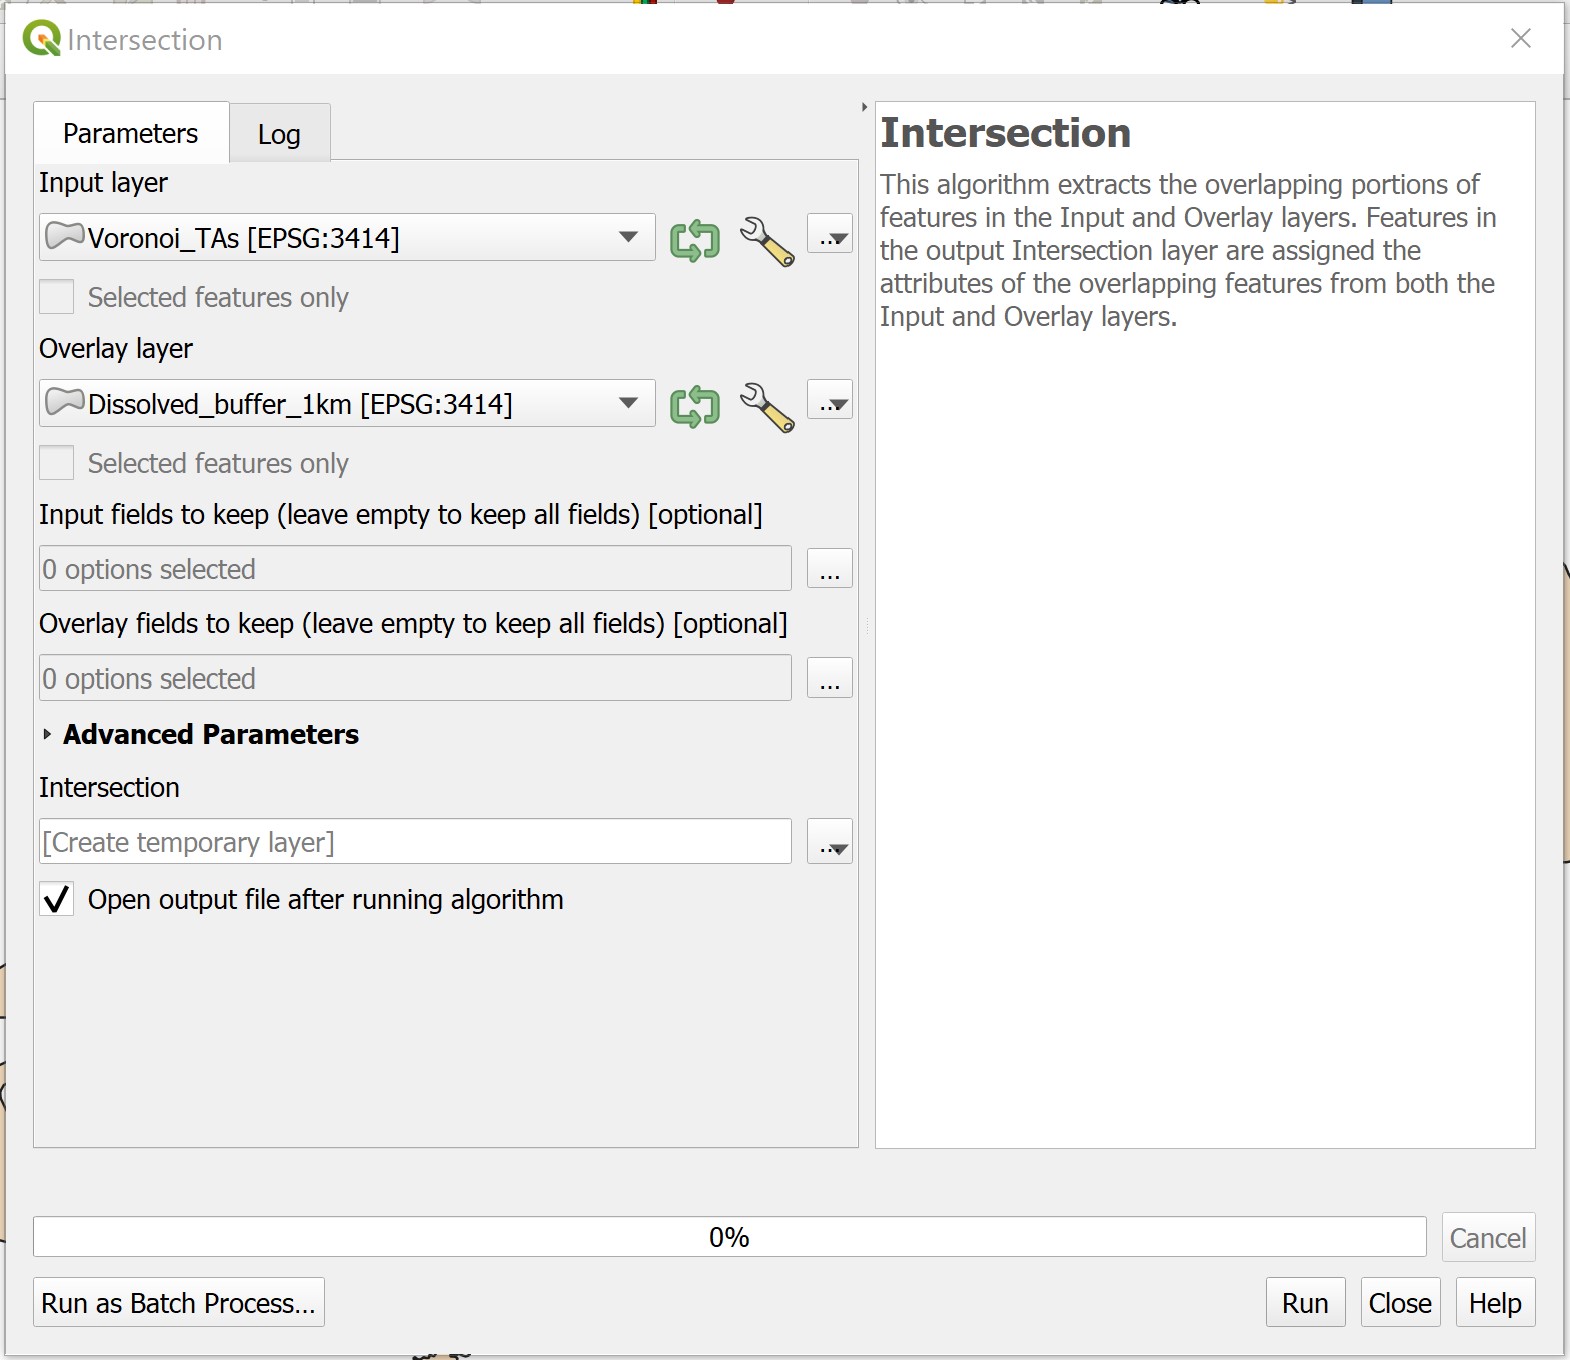 Intersection
Parameters
Log
Input layer
Voronoi_TAs [EPSG:3414]
...
Selected features only
Overlay layer
Dissolved_buffer_1km [EPSG:3414]
...
Selected features only
Input fields to keep (leave empty to keep all fields) [optional]
0 options selected
...
Overlay fields to keep (leave empty to keep all fields) [optional]
0 options selected
...
Advanced Parameters
Intersection
[Create temporary layer]
...
Open output file after running algorithm
Intersection
This algorithm extracts the overlapping portions of
features in the Input and Overlay layers. Features in
the output Intersection layer are assigned the
attributes of the overlapping features from both the
Input and Overlay layers.
0%
Cancel
Run as Batch Process...
Run
Close
Help